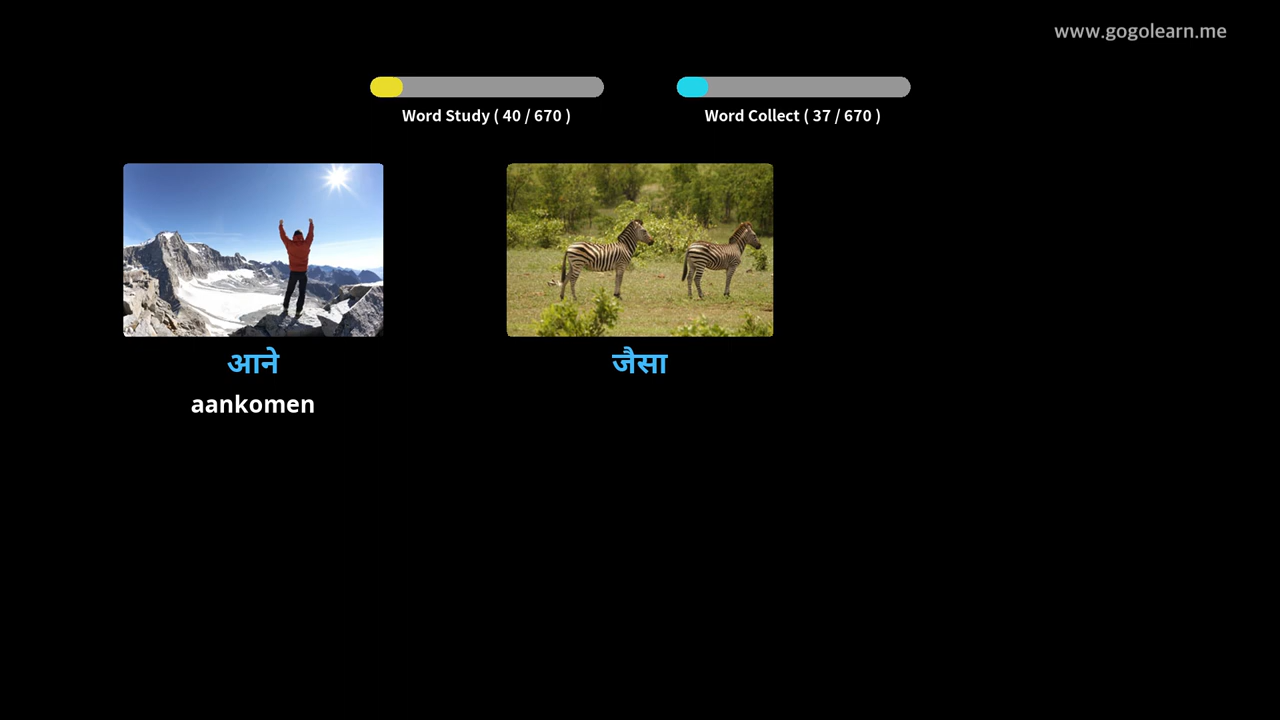 www.gogolearn.me
Word Study ( 40 / 670 )
Word Collect ( 37 / 670 )
आने
जैसा
aankomen